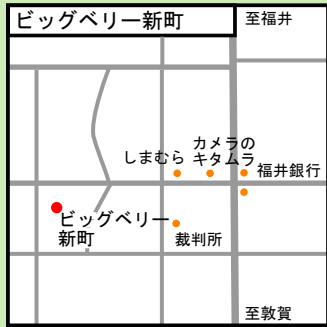 ビッグベリー新町
至福井
カメラの
キタムラ
しまむら
福井銀行
ビッグベリー
新町
裁判所
至敦賀